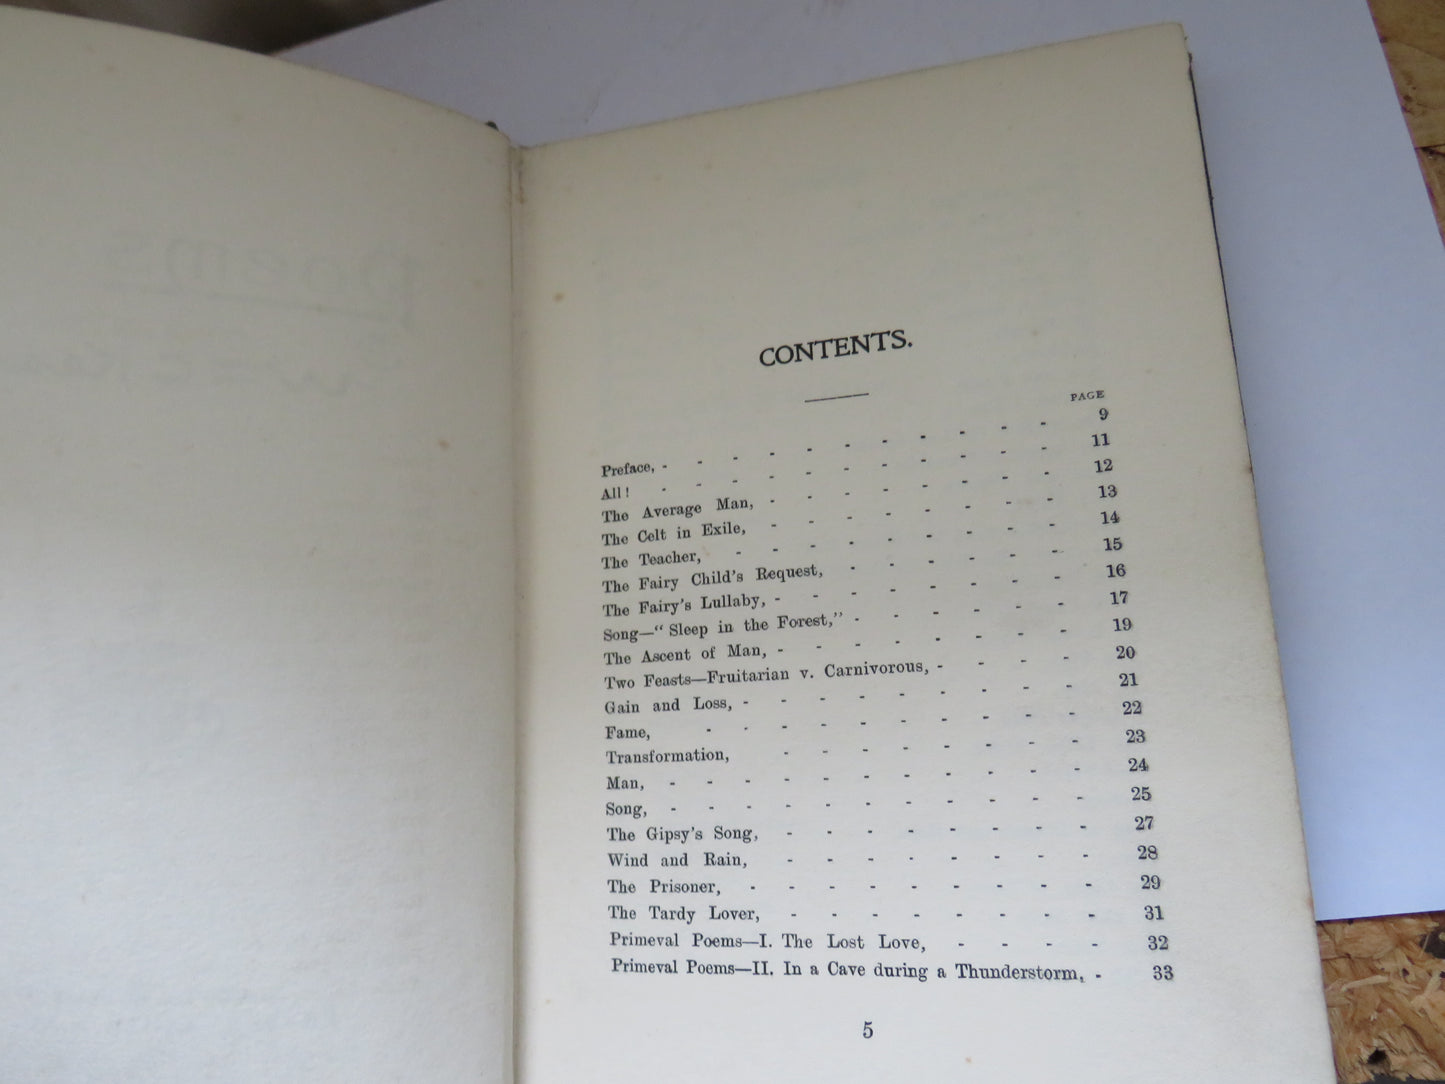 Poems
CONTENTS.
PAGE
Preface, - - - - - - - - - - - 9
All! - - - - - - - - - - - 11
The Average Man, - - - - - - - - 12
The Celt in Exile, - - - - - - - - 13
The Teacher, - - - - - - - - - 14
The Fairy Child's Request, - - - - - - 15
The Fairy's Lullaby, - - - - - - - - 16
Song—“Sleep in the Forest,” - - - - - - 17
The Ascent of Man, - - - - - - - - 19
Two Feasts—Fruitarian v. Carnivorous, - - - - 20
Gain and Loss, - - - - - - - - - 21
Fame, - - - - - - - - - - 22
Transformation, - - - - - - - - 23
Man, - - - - - - - - - - - 24
Song, - - - - - - - - - - - 25
The Gipsy's Song, - - - - - - - - 27
Wind and Rain, - - - - - - - - 28
The Prisoner, - - - - - - - - - 29
The Tardy Lover, - - - - - - - - 31
Primeval Poems—I. The Lost Love, - - - - 32
Primeval Poems—II. In a Cave during a Thunderstorm, - 33
5